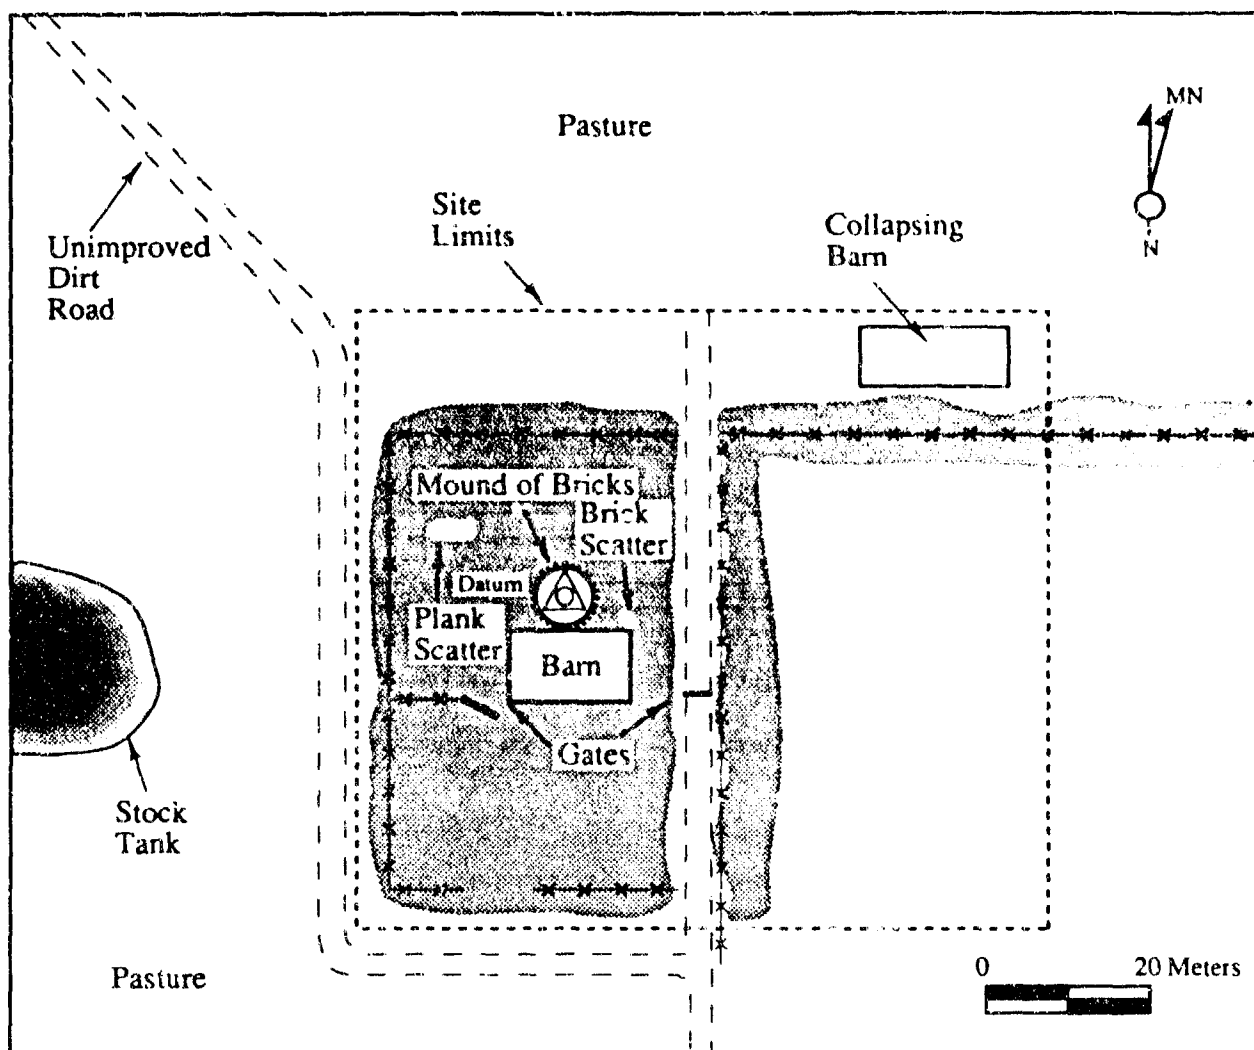 Pasture
MN
N
Site
Limits
Collapsing
Barn
Unimproved
Dirt
Road
Mound of Bricks
Brick
Scatter
Datum
Plank
Scatter
Barn
Gates
Stock
Tank
Pasture
0 20 Meters